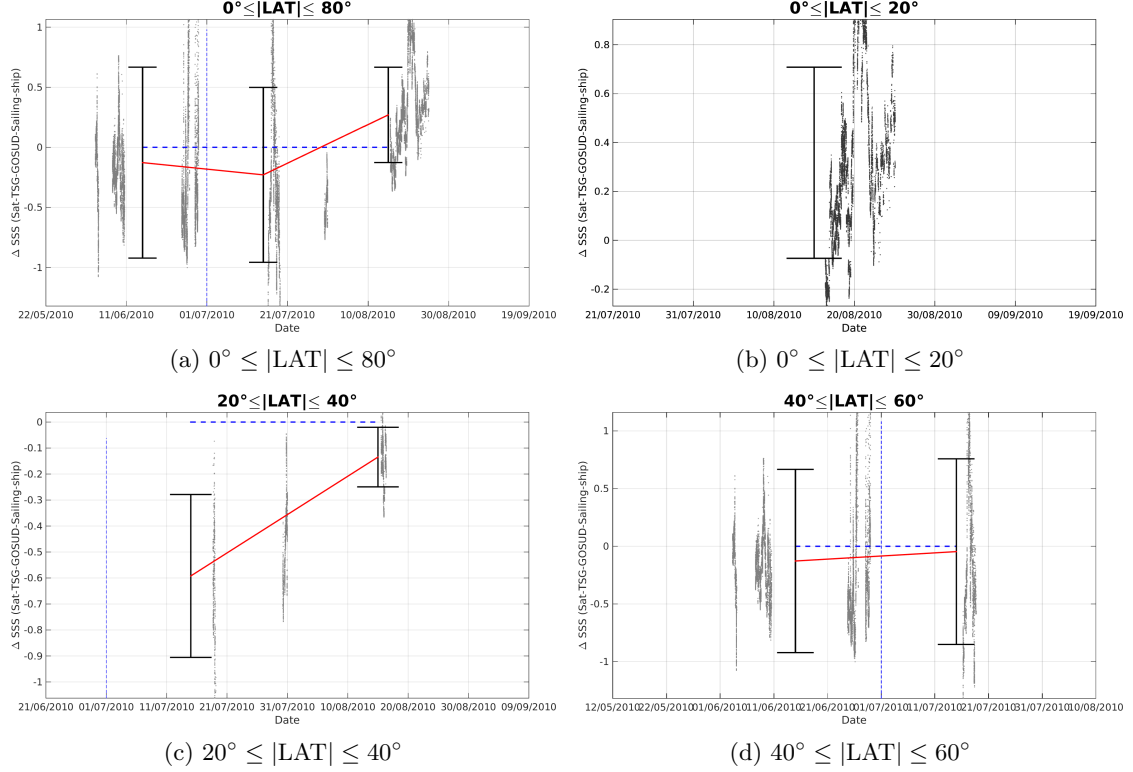 0°≤|LAT|≤ 80°
Δ SSS (Sat-TSG-GOSUD-Sailing-ship)
1
0.5
0
-0.5
-1
22/05/2010 11/06/2010 01/07/2010 21/07/2010 10/08/2010 30/08/2010 19/09/2010
Date
(a) 0° ≤ |LAT| ≤ 80°
0°≤|LAT|≤ 20°
Δ SSS (Sat-TSG-GOSUD-Sailing-ship)
0.8
0.6
0.4
0.2
0
-0.2
21/07/2010 31/07/2010 10/08/2010 20/08/2010 30/08/2010 09/09/2010 19/09/2010
Date
(b) 0° ≤ |LAT| ≤ 20°
20°≤|LAT|≤ 40°
Δ SSS (Sat-TSG-GOSUD-Sailing-ship)
0
-0.1
-0.2
-0.3
-0.4
-0.5
-0.6
-0.7
-0.8
-0.9
-1
21/06/2010 01/07/2010 11/07/2010 21/07/2010 31/07/2010 10/08/2010 20/08/2010 30/08/2010 09/09/2010
Date
(c) 20° ≤ |LAT| ≤ 40°
40°≤|LAT|≤ 60°
Δ SSS (Sat-TSG-GOSUD-Sailing-ship)
1
0.5
0
-0.5
-1
12/05/2010 22/05/2010 01/06/2010 11/06/2010 21/06/2010 01/07/2010 11/07/2010 21/07/2010 31/07/2010 10/08/2010
Date
(d) 40° ≤ |LAT| ≤ 60°